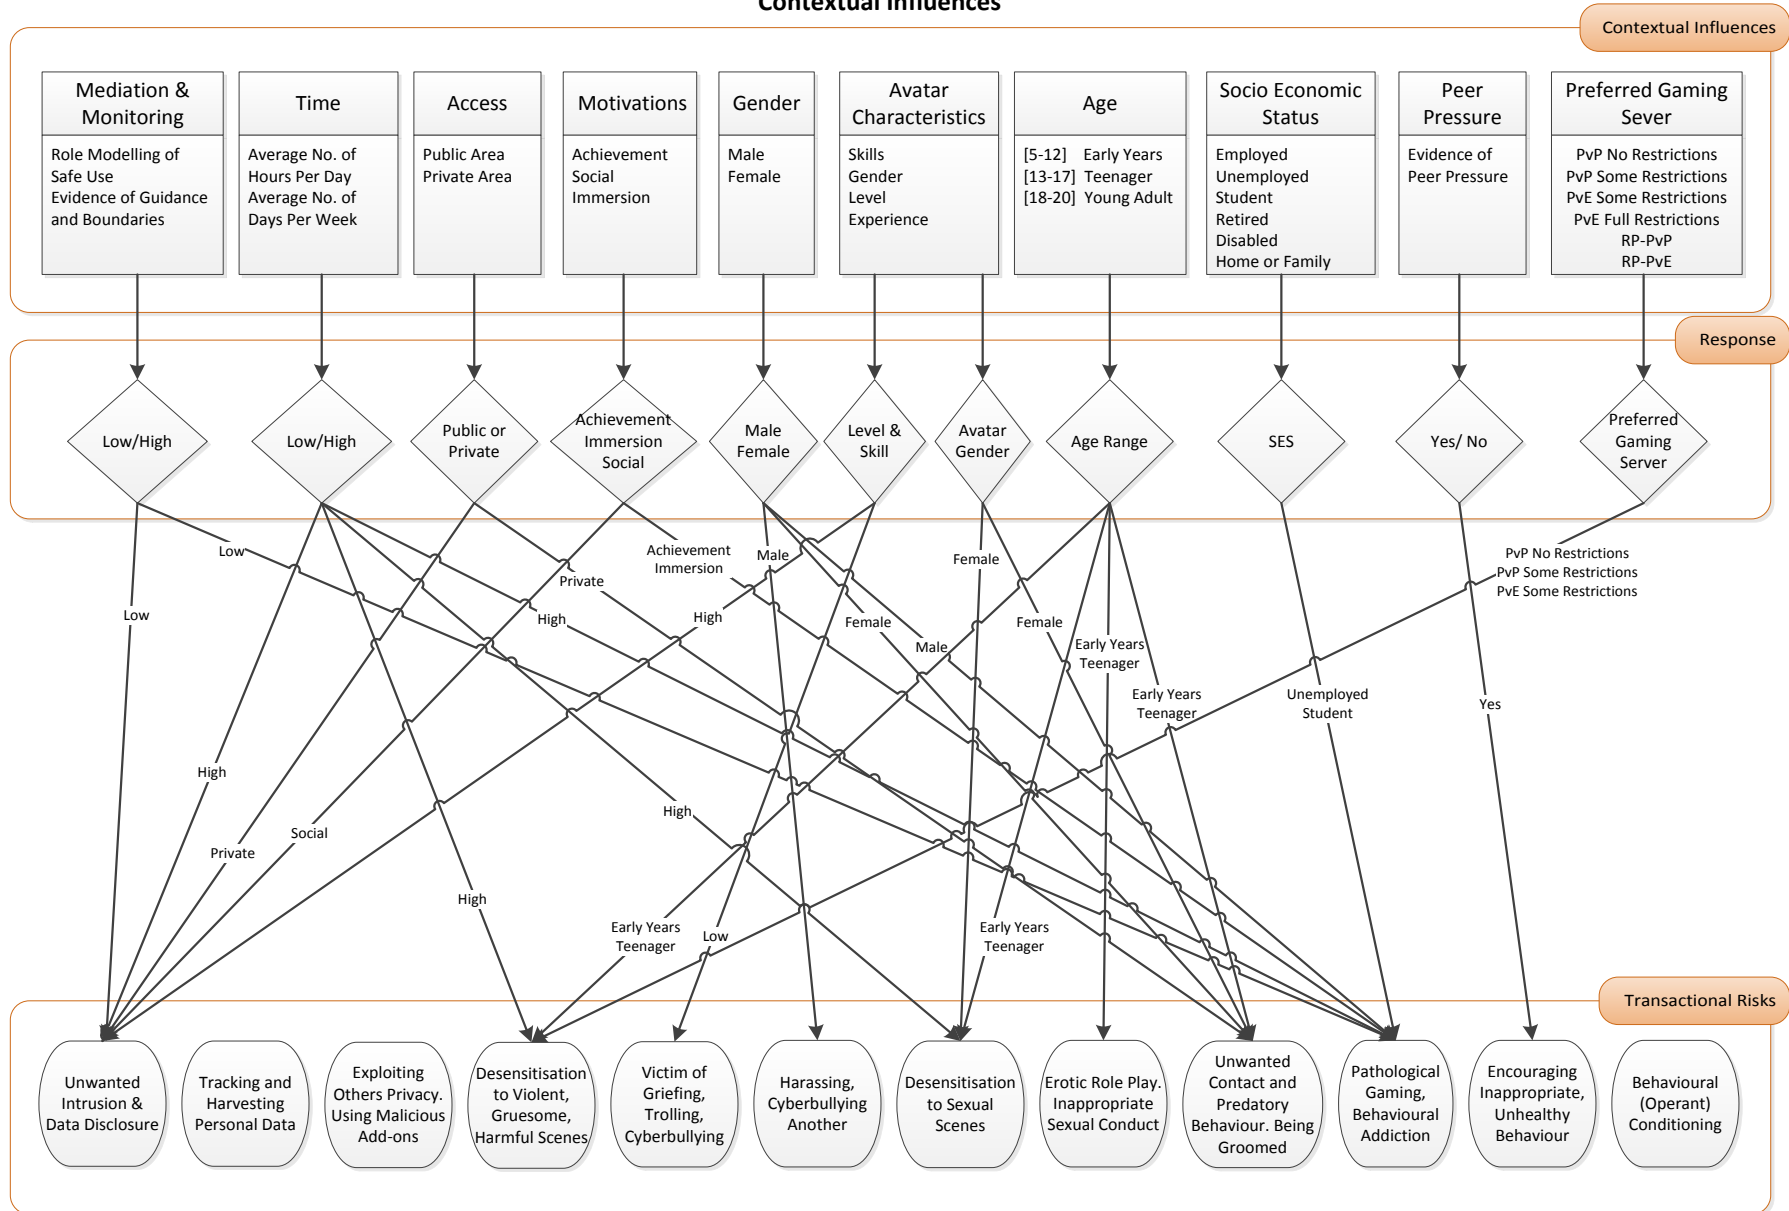 Contextual Influences
Contextual Influences
Mediation &
Monitoring
Role Modelling of
Safe Use
Evidence of Guidance
and Boundaries
Time
Average No. of
Hours Per Day
Average No. of
Days Per Week
Access
Public Area
Private Area
Motivations
Achievement
Social
Immersion
Gender
Male
Female
Avatar
Characteristics
Skills
Gender
Level
Experience
Age
[5-12] Early Years
[13-17] Teenager
[18-20] Young Adult
Socio Economic
Status
Employed
Unemployed
Student
Retired
Disabled
Home or Family
Peer
Pressure
Evidence of
Peer Pressure
Preferred Gaming
Sever
PvP No Restrictions
PvP Some Restrictions
PvE Some Restrictions
PvE Full Restrictions
RP-PvP
RP-PvE
Response
Low/High
Low/High
Public or
Private
Achievement
Immersion
Social
Male
Female
Level &
Skill
Avatar
Gender
Age Range
SES
Yes/ No
Preferred
Gaming
Server
Low
Achievement
Immersion
Male
Female
PvP No Restrictions
PvP Some Restrictions
PvE Some Restrictions
Private
Low
High
High
Female
Female
Male
Early Years
Teenager
Early Years
Teenager
Unemployed
Student
Yes
High
High
Social
Private
High
Early Years
Teenager
Low
Early Years
Teenager
Transactional Risks
Unwanted
Intrusion &
Data Disclosure
Tracking and
Harvesting
Personal Data
Exploiting
Others Privacy.
Using Malicious
Add-ons
Desensitisation
to Violent,
Gruesome,
Harmful Scenes
Victim of
Griefing,
Trolling,
Cyberbullying
Harassing,
Cyberbullying
Another
Desensitisation
to Sexual
Scenes
Erotic Role Play.
Inappropriate
Sexual Conduct
Unwanted
Contact and
Predatory
Behaviour. Being
Groomed
Pathological
Gaming,
Behavioural
Addiction
Encouraging
Inappropriate,
Unhealthy
Behaviour
Behavioural
(Operant)
Conditioning